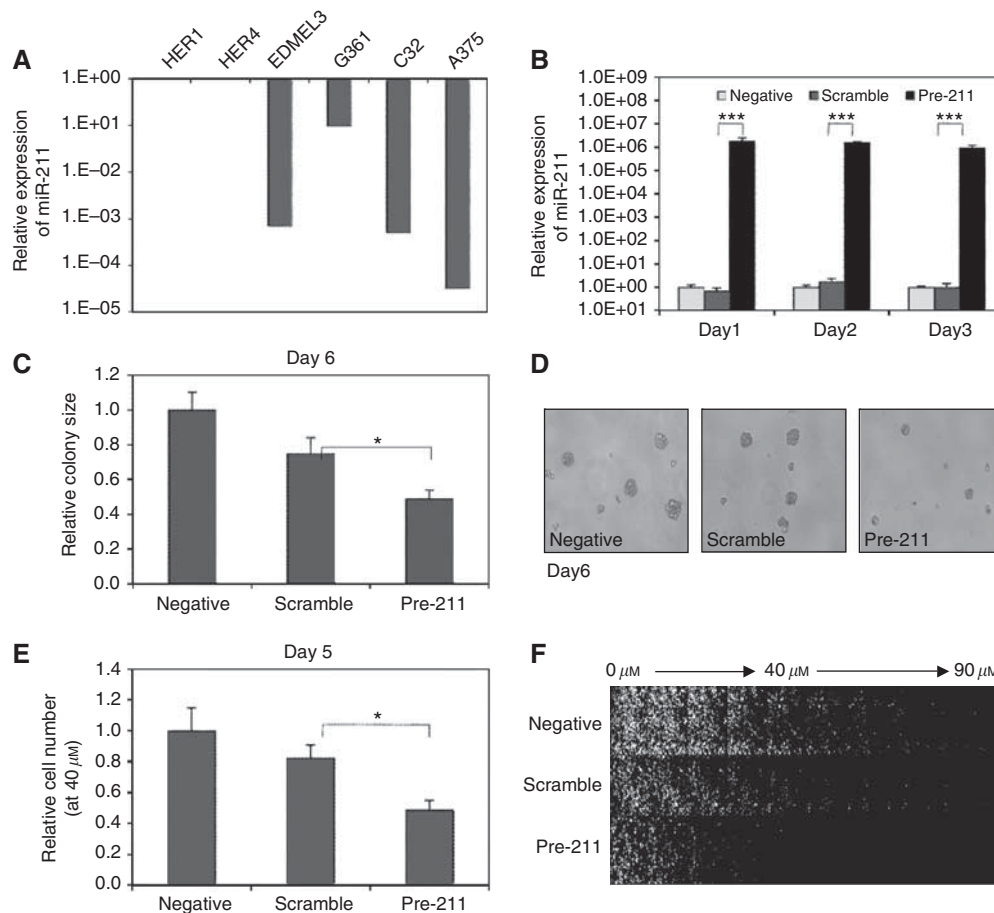 A
HER1 HER4 EDMEL3 G361 C32 A375
Relative expression
of miR-211
1.E+00
1.E+01
1.E–02
1.E–03
1.E–04
1.E–05
B
Relative expression
of miR-211
1.0E+09
1.0E+08
1.0E+07
1.0E+06
1.0E+05
1.0E+04
1.0E+03
1.0E+02
1.0E+01
1.0E+00
1.0E+01
Negative Scramble Pre-211
*** *** ***
Day1 Day2 Day3
C
Day 6
Relative colony size
1.2
1.0
0.8
0.6
0.4
0.2
0.0
*
Negative Scramble Pre-211
D
Negative Scramble Pre-211
Day6
E
Day 5
Relative cell number
(at 40 μM)
1.4
1.2
1.0
0.8
0.6
0.4
0.2
0.0
*
Negative Scramble Pre-211
F
0 μM 40 μM 90 μM
Negative
Scramble
Pre-211